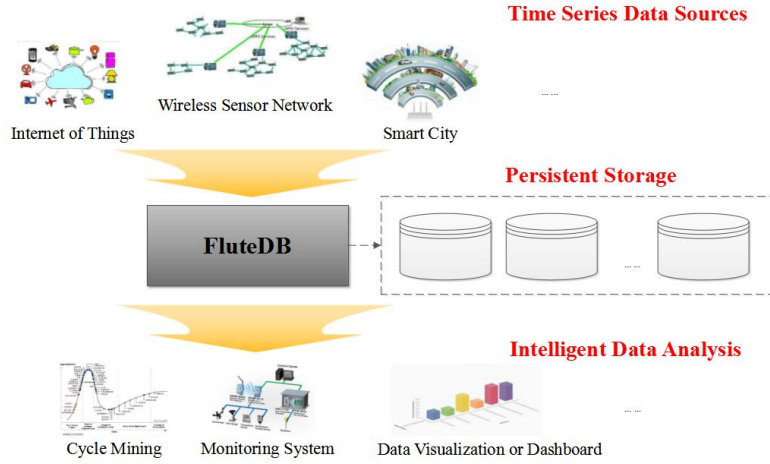 Time Series Data Sources
Wireless Sensor Network
Internet of Things
Smart City
... ...
Persistent Storage
FluteDB
... ...
Intelligent Data Analysis
... ...
Cycle Mining
Monitoring System
Data Visualization or Dashboard